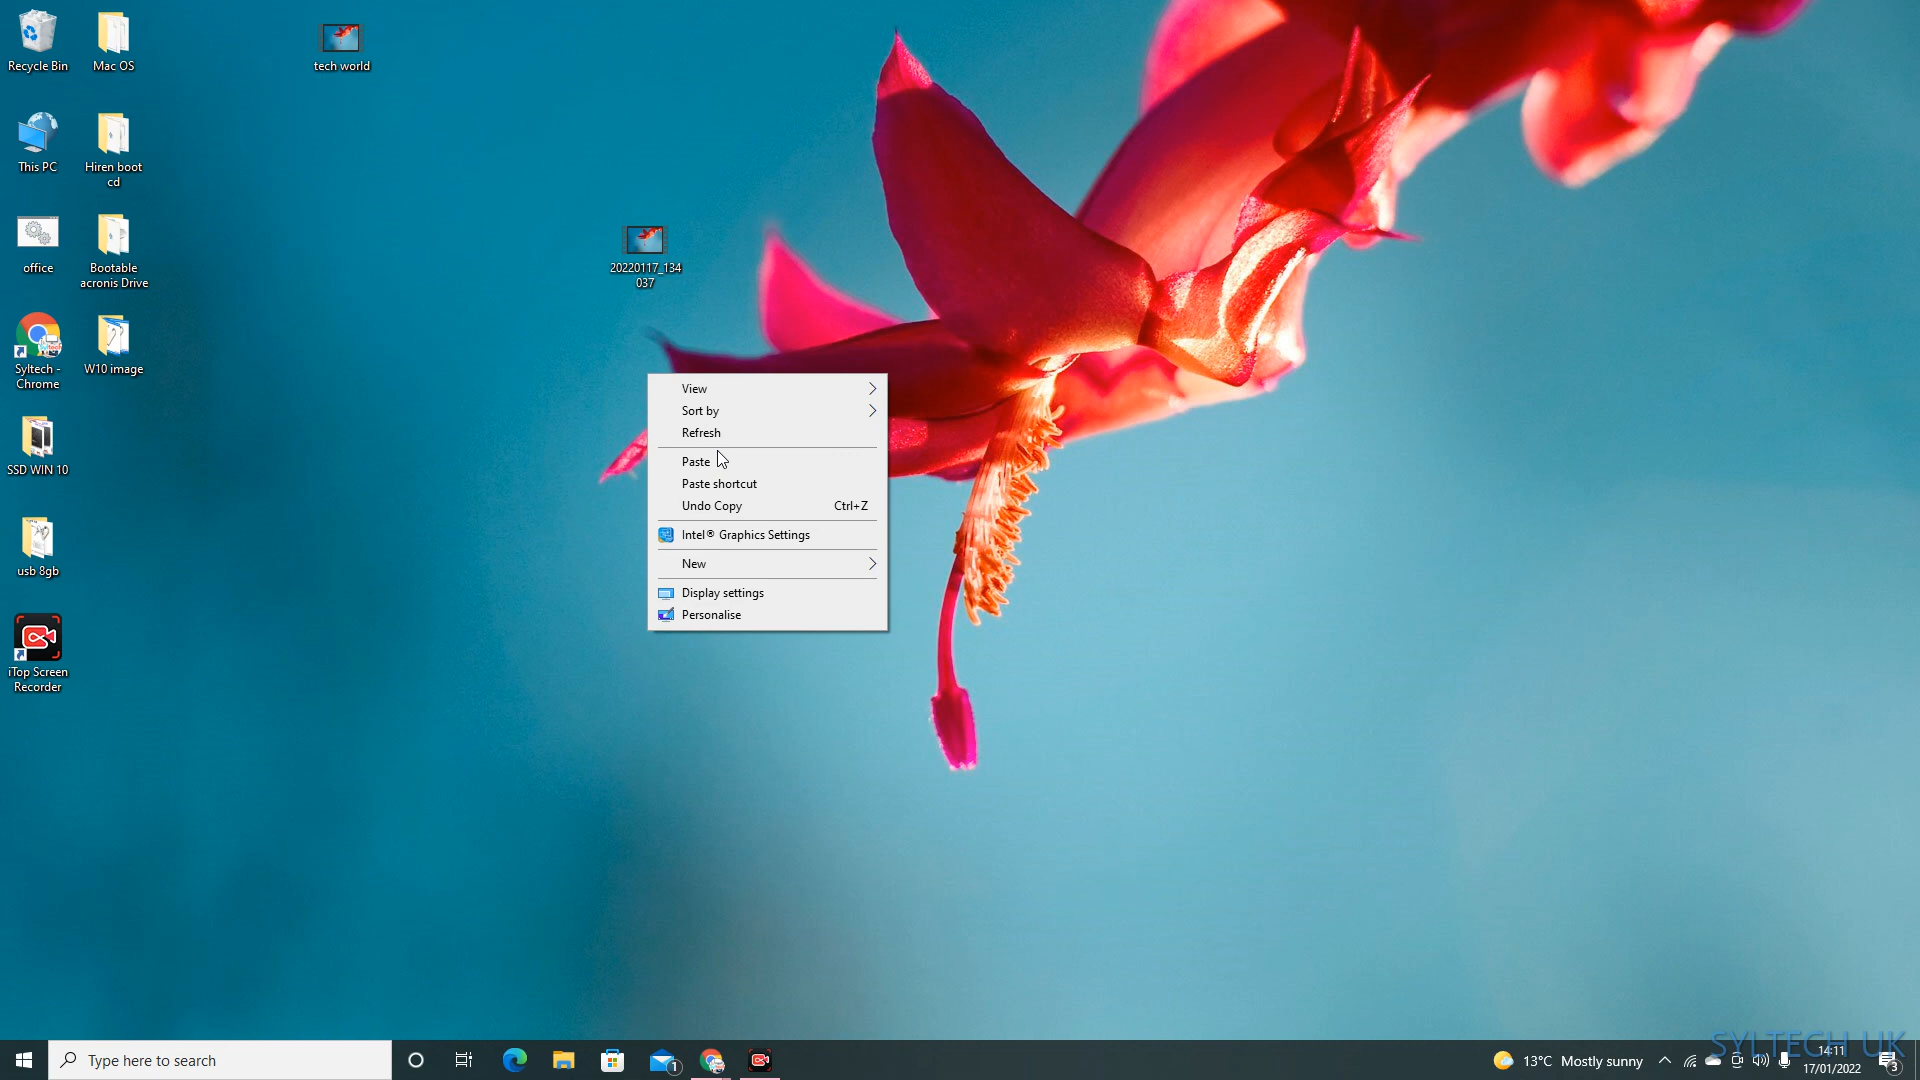 Recycle Bin
Mac OS
tech world
This PC
Hiren boot
cd
office
Bootable
acronis Drive
20220117_134
037
Syltech -
Chrome
W10 image
SSD WIN 10
usb 8gb
iTop Screen
Recorder
View
Sort by
Refresh
Paste
Paste shortcut
Undo Copy Ctrl+Z
Intel® Graphics Settings
New
Display settings
Personalise
SYLTECH UK
Type here to search
1
13°C Mostly sunny
14:11
17/01/2022
3